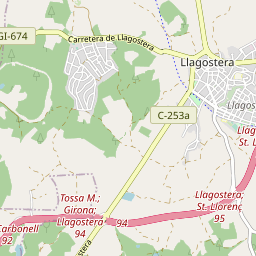 GI-674
Carretera de Llagostera
Llagostera
Llagoste
C-253a
Llagostera;
St. L
Tossa M.;
Girona;
Llagostera
94
94
Llagostera;
St. Llorenç
95
Carbonell
92
stera